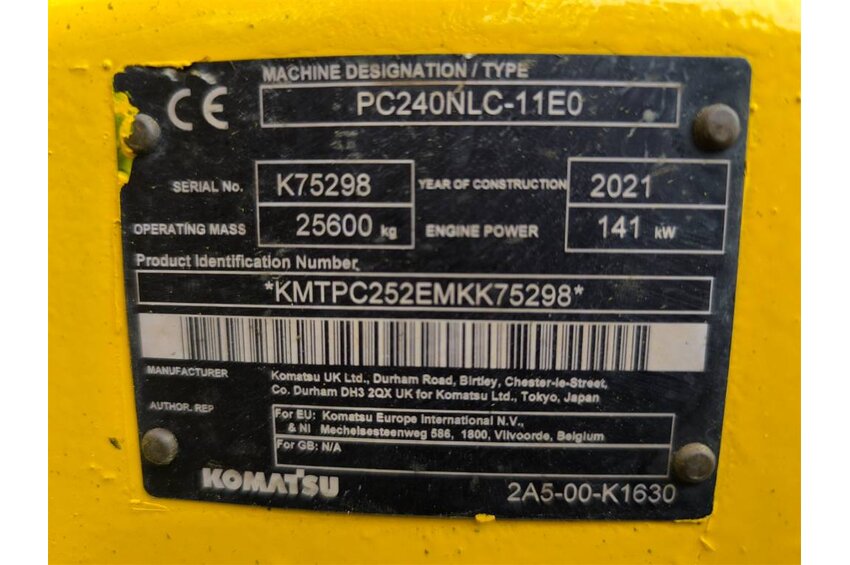 MACHINE DESIGNATION / TYPE
CE
PC240NLC-11E0
SERIAL No. K75298 YEAR OF CONSTRUCTION 2021
OPERATING MASS 25600 kg ENGINE POWER 141 kW
Product Identification Number
*KMTPC252EMKK75298*
MANUFACTURER Komatsu UK Ltd., Durham Road, Birtley, Chester-le-Street,
Co. Durham DH3 2QX UK for Komatsu Ltd., Tokyo, Japan
AUTHOR. REP For EU: Komatsu Europe International N.V.,
& NI Mechelsesteenweg 586, 1800, Vilvoorde, Belgium
For GB: N/A
KOMATSU 2A5-00-K1630